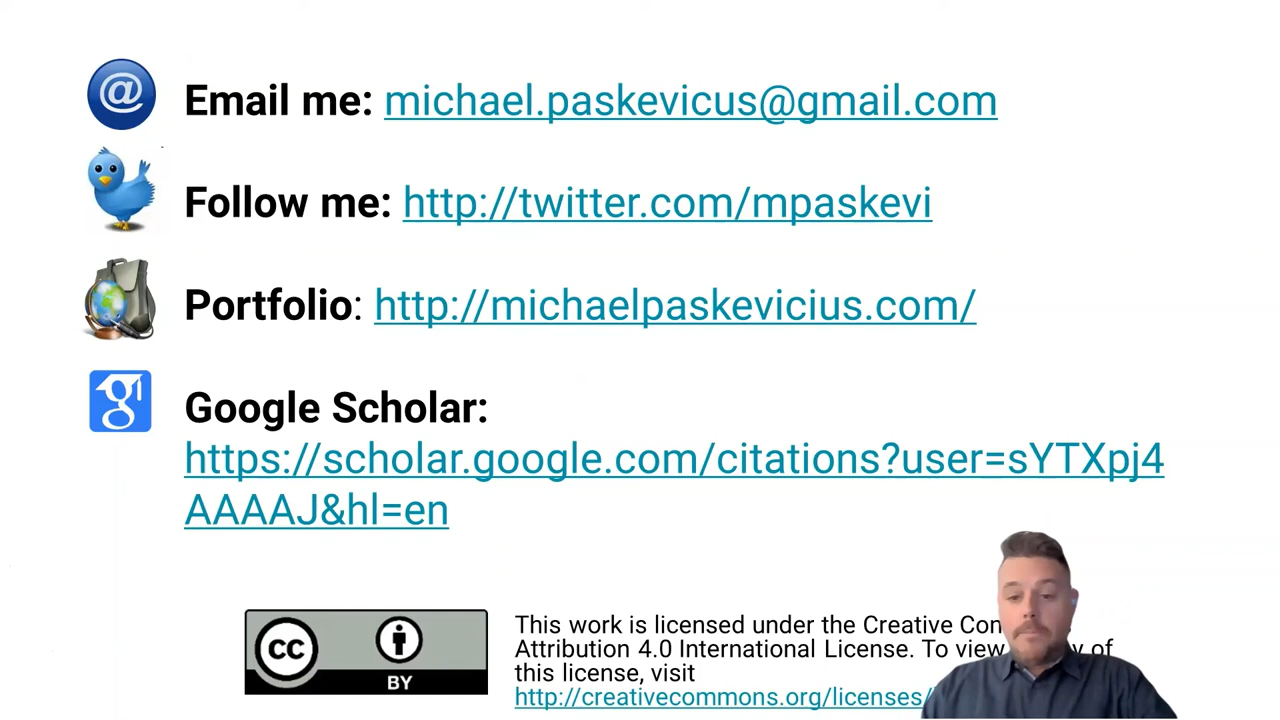 @
Email me: michael.paskevicus@gmail.com
Follow me: http://twitter.com/mpaskevi
Portfolio: http://michaelpaskevicius.com/
g
Google Scholar:
https://scholar.google.com/citations?user=sYTXpj4
AAAAJ&hl=en
cc
BY
This work is licensed under the Creative
Attribution 4.0 International License. To view of
this license, visit
http://creativecommons.org/licenses/